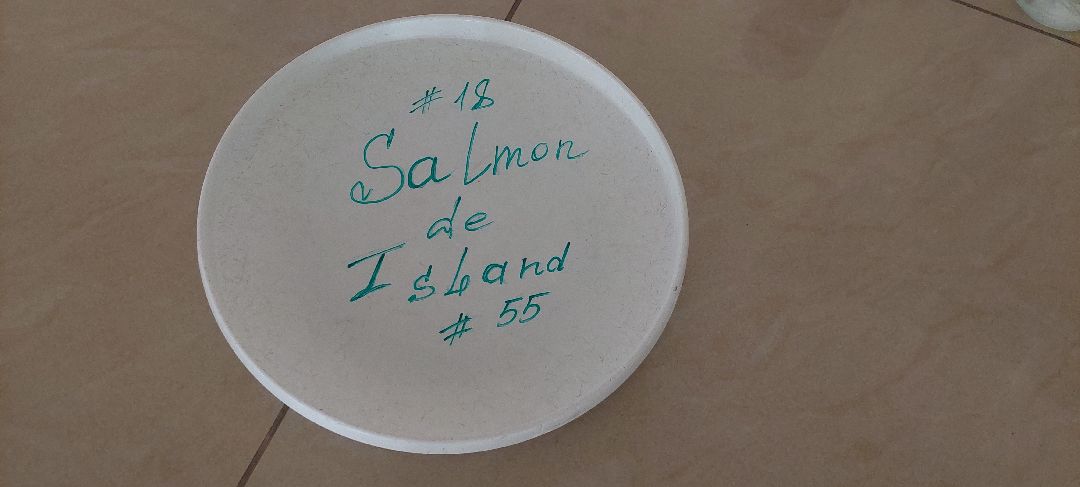 # 18
Salmon
de
Island
# 55